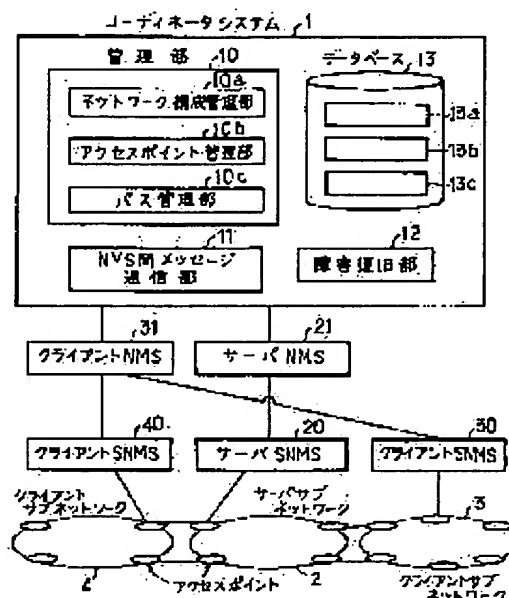 コーディネータシステム
1
管理部
10
データベース
13
10a
ネットワーク構成管理部
13a
10b
アクセスポイント管理部
13b
10c
パス管理部
13c
11
NMS間メッセージ
通信部
12
障害復旧部
31
クライアントNMS
21
サーバNMS
40
クライアントSNMS
20
サーバSNMS
30
クライアントSNMS
クライアント
サブネットワーク
サーバサブ
ネットワーク
3
2
2
アクセスポイント
クライアントサブ
ネットワーク